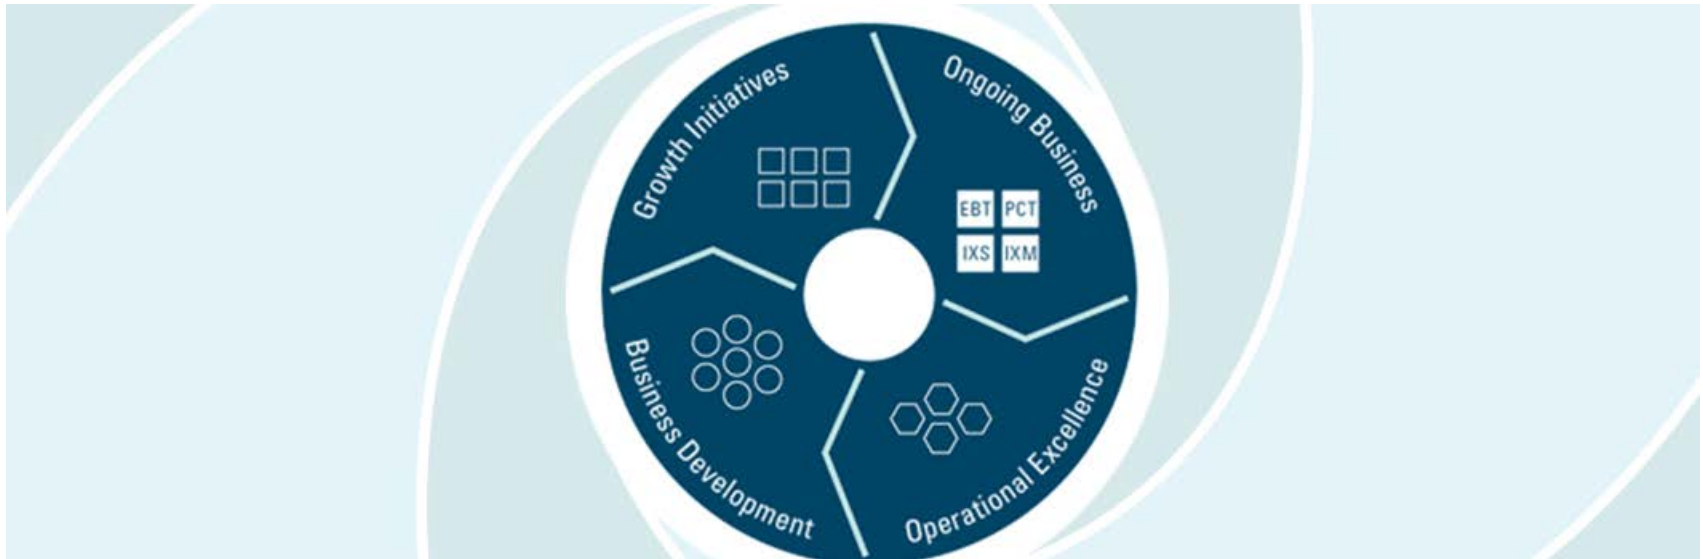 Growth Initiatives
Ongoing Business
EBT PCT
IXS IXM
Business Development
Operational Excellence